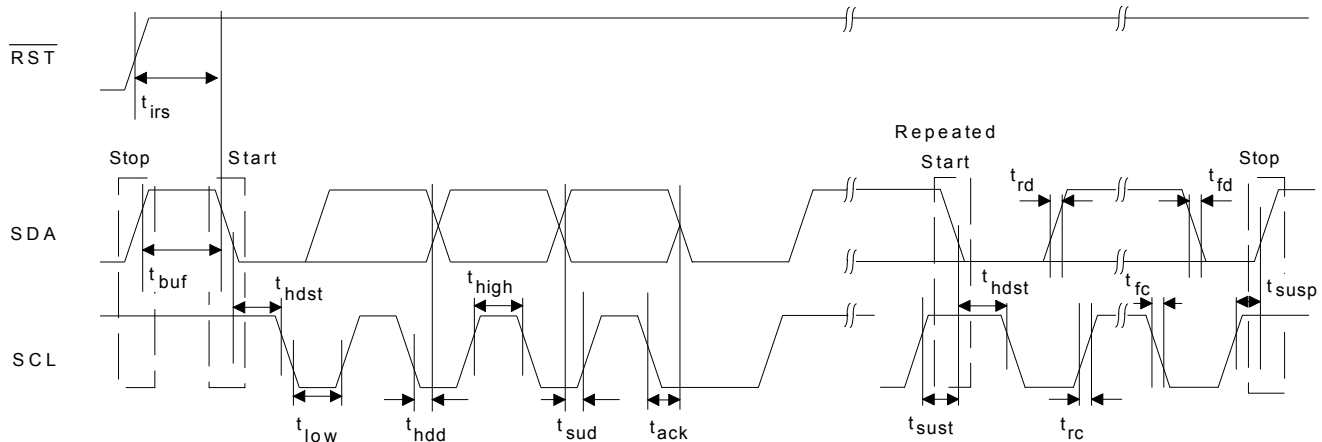 RST
t irs
Repeated
Stop
Start
Start
Stop
t rd
t fd
SDA
t buf
t hdst
t high
t hdst
t fc
t susp
SCL
t low
t hdd
t sud
t ack
t sust
t rc